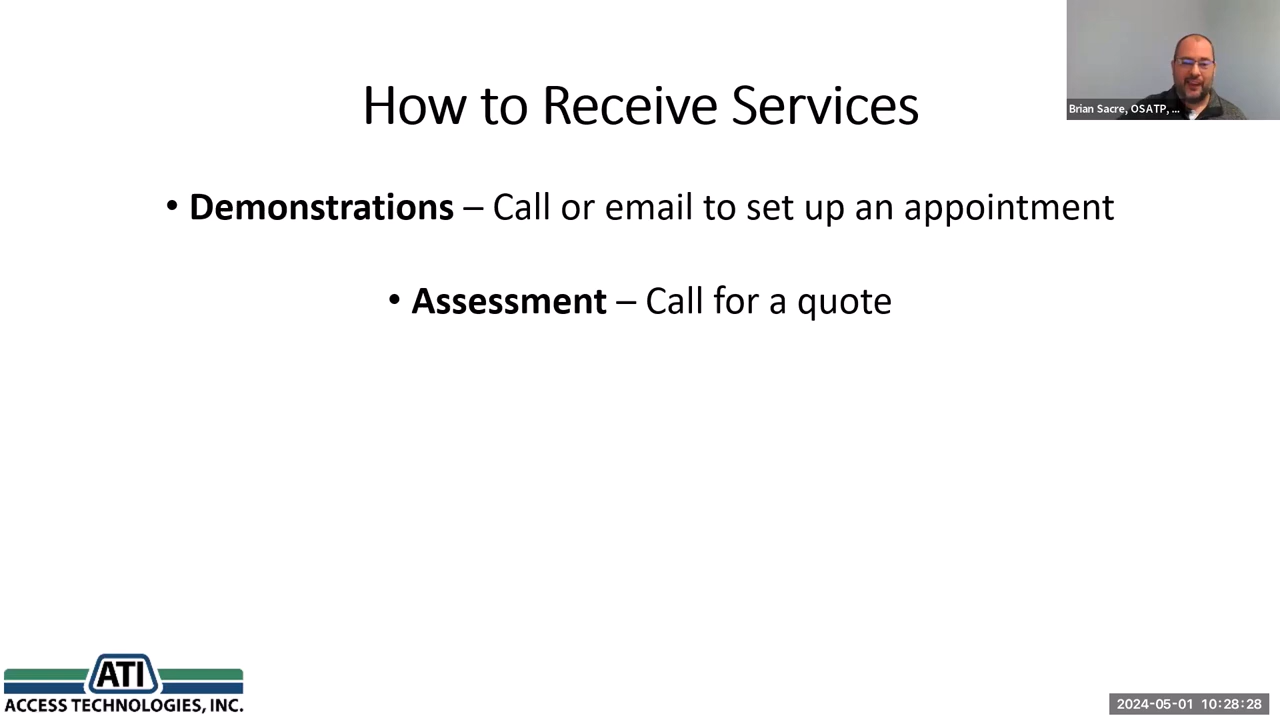 How to Receive Services
Brian Sacre, OSATP, ...
• Demonstrations – Call or email to set up an appointment
• Assessment – Call for a quote
ATI
ACCESS TECHNOLOGIES, INC.
2024-05-01 10:28:28